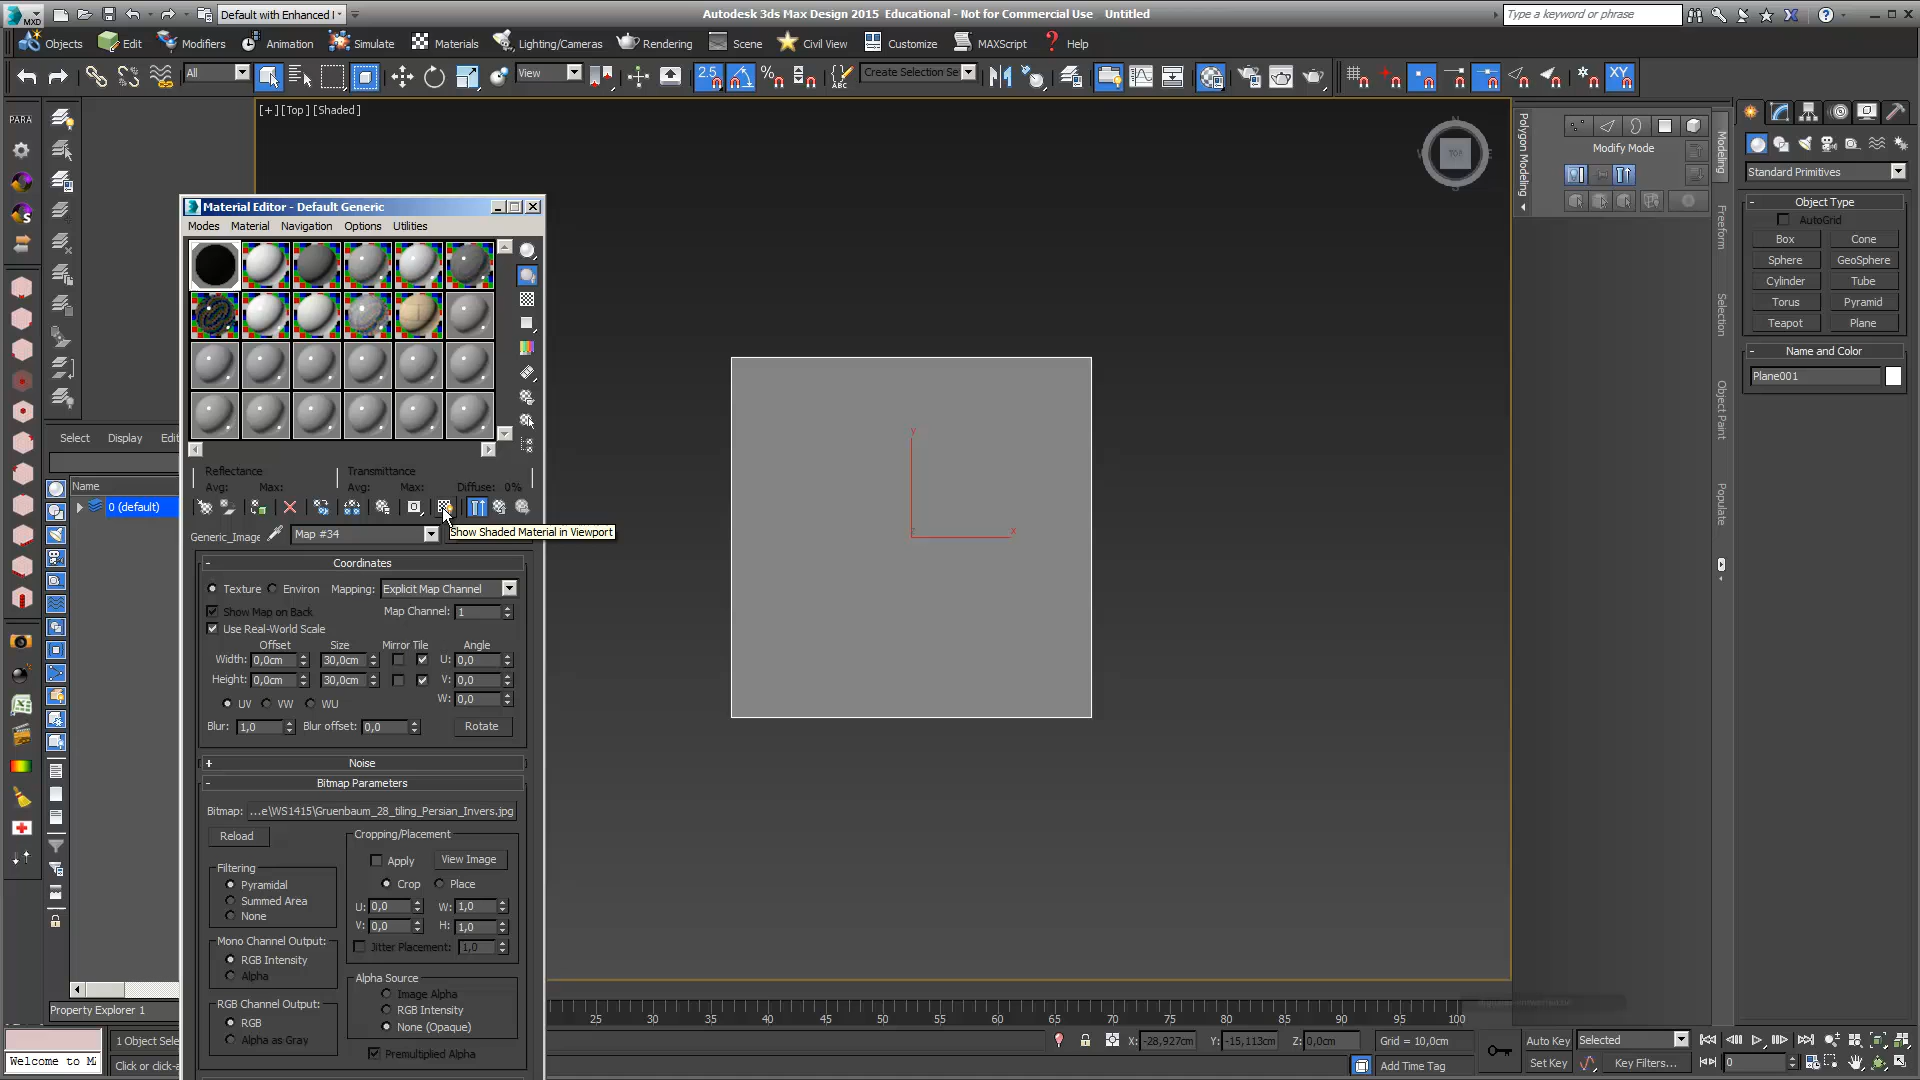 Default with Enhanced I
Autodesk 3ds Max Design 2015 Educational - Not for Commercial Use Untitled
Type a keyword or phrase
MXD
Objects Edit Modifiers Animation Simulate Materials Lighting/Cameras Rendering Scene Civil View Customize MAXScript Help
All
View
2.5
Create Selection Se
XY
PARA
[+][Top][Shaded]
TOP
Polygon Modeling
Modify Mode
Modeling
Freeform
Selection
Object Paint
Populate
Standard Primitives
- Object Type
AutoGrid
Box Cone
Sphere GeoSphere
Cylinder Tube
Torus Pyramid
Teapot Plane
- Name and Color
Plane001
Material Editor - Default Generic
Modes Material Navigation Options Utilities
Select Display Edit
Name
0 (default)
Reflectance Transmittance
Avg: Max: Avg: Max: Diffuse: 0%
Generic_Image Map #34
Show Shaded Material in Viewport
- Coordinates
Texture Environ Mapping: Explicit Map Channel
Show Map on Back Map Channel: 1
Use Real-World Scale
Offset Size Mirror Tile Angle
Width: 0,0cm 30,0cm U: 0,0
Height: 0,0cm 30,0cm V: 0,0
W: 0,0
UV VW WU
Blur: 1,0 Blur offset: 0,0 Rotate
+ Noise
- Bitmap Parameters
Bitmap: ...e\WS1415\Gruenbaum_28_tiling_Persian_Invers.jpg
Reload
Cropping/Placement
Apply View Image
Crop Place
U: 0,0 W: 1,0
V: 0,0 H: 1,0
Jitter Placement: 1,0
Filtering
Pyramidal
Summed Area
None
Mono Channel Output:
RGB Intensity
Alpha
RGB Channel Output:
RGB
Alpha as Gray
Alpha Source
Image Alpha
RGB Intensity
None (Opaque)
Premultiplied Alpha
y
z
x
Property Explorer 1
25 30 35 40 45 50 55 60 65 70 75 80 85 90 95 100
1 Object Sele
Welcome to M
Click or click-a
X: -28,927cm Y: -15,113cm Z: 0,0cm
Grid = 10,0cm
Add Time Tag
Auto Key Selected
Set Key Key Filters...
0